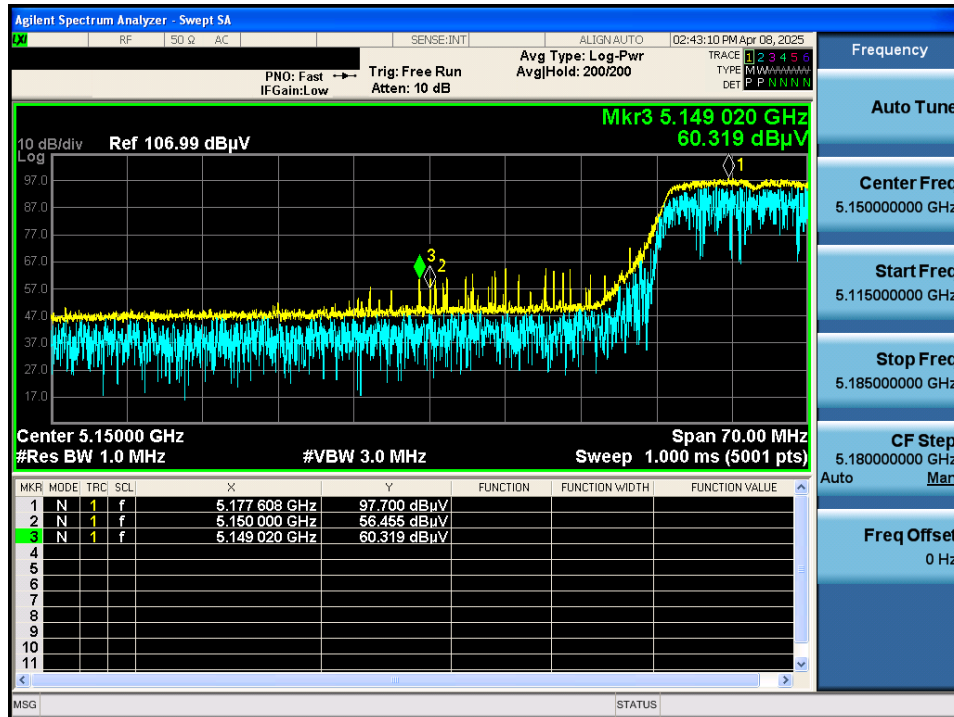 Agilent Spectrum Analyzer - Swept SA
LXI RF 50 Ω AC SENSE:INT ALIGN AUTO 02:43:10 PM Apr 08, 2025
PNO: Fast Trig: Free Run Avg Type: Log-Pwr TRACE 1 2 3 4 5 6
IFGain:Low Atten: 10 dB Avg|Hold: 200/200 TYPE M
DET P P N N N N
Mkr3 5.149 020 GHz
60.319 dBµV
10 dB/div Ref 106.99 dBµV
Log
97.0
87.0
77.0
67.0
57.0
47.0
37.0
27.0
17.0
1
3
2
Center 5.15000 GHz Span 70.00 MHz
#Res BW 1.0 MHz #VBW 3.0 MHz Sweep 1.000 ms (5001 pts)
MKR MODE TRC SCL X Y FUNCTION FUNCTION WIDTH FUNCTION VALUE
1 N 1 f 5.177 608 GHz 97.700 dBµV
2 N 1 f 5.150 000 GHz 56.455 dBµV
3 N 1 f 5.149 020 GHz 60.319 dBµV
4
5
6
7
8
9
10
11
MSG STATUS
Frequency
Auto Tune
Center Freq
5.150000000 GHz
Start Freq
5.115000000 GHz
Stop Freq
5.185000000 GHz
CF Step
5.180000000 GHz
Auto Man
Freq Offset
0 Hz